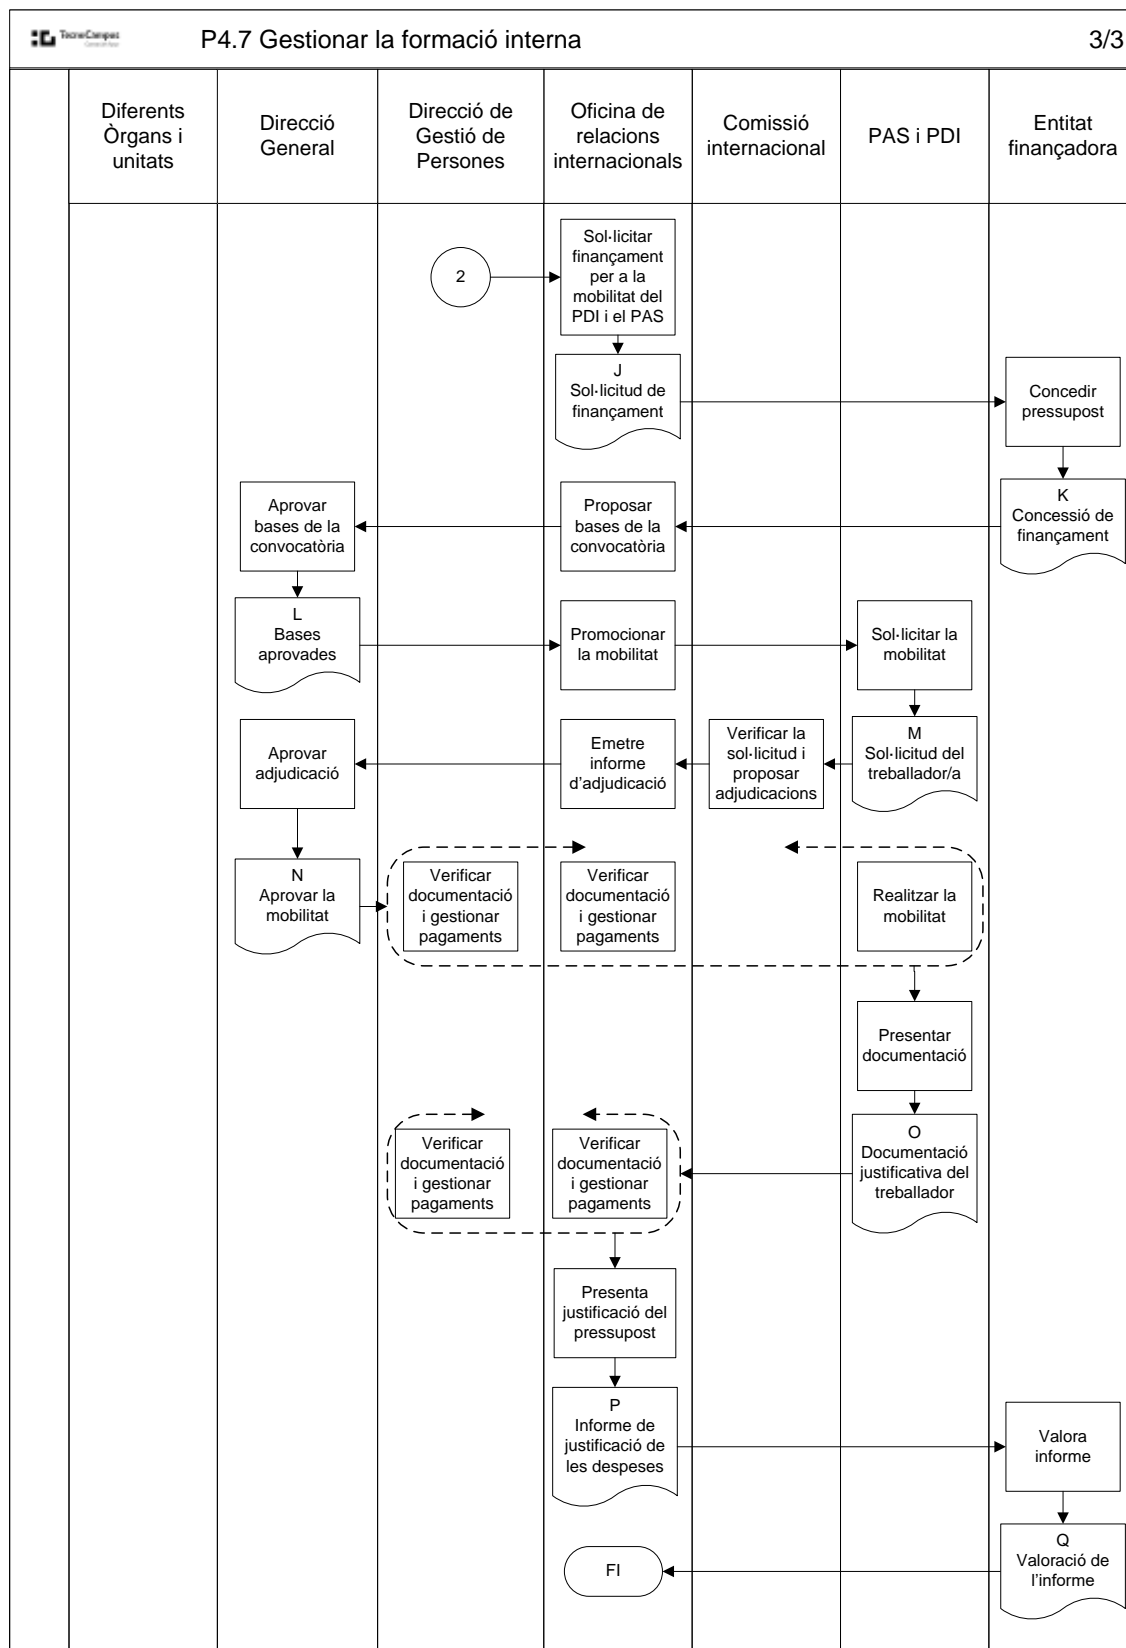 TecnoCampus
P4.7 Gestionar la formació interna
3/3
Diferents
Òrgans i
unitats
Direcció
General
Direcció de
Gestió de
Persones
Oficina de
relacions
internacionals
Comissió
internacional
PAS i PDI
Entitat
finançadora
2
Sol·licitar
finançament
per a la
mobilitat del
PDI i el PAS
J
Sol·licitud de
finançament
Concedir
pressupost
K
Concessió de
finançament
Proposar
bases de la
convocatòria
Aprovar
bases de la
convocatòria
L
Bases
aprovades
Promocionar
la mobilitat
Sol·licitar la
mobilitat
M
Sol·licitud del
treballador/a
Verificar la
sol·licitud i
proposar
adjudicacions
Emetre
informe
d'adjudicació
Aprovar
adjudicació
N
Aprovar la
mobilitat
Verificar
documentació
i gestionar
pagaments
Verificar
documentació
i gestionar
pagaments
Realitzar la
mobilitat
Presentar
documentació
O
Documentació
justificativa del
treballador
Verificar
documentació
i gestionar
pagaments
Verificar
documentació
i gestionar
pagaments
Presenta
justificació del
pressupost
P
Informe de
justificació de
les despeses
Valora
informe
Q
Valoració de
l'informe
FI